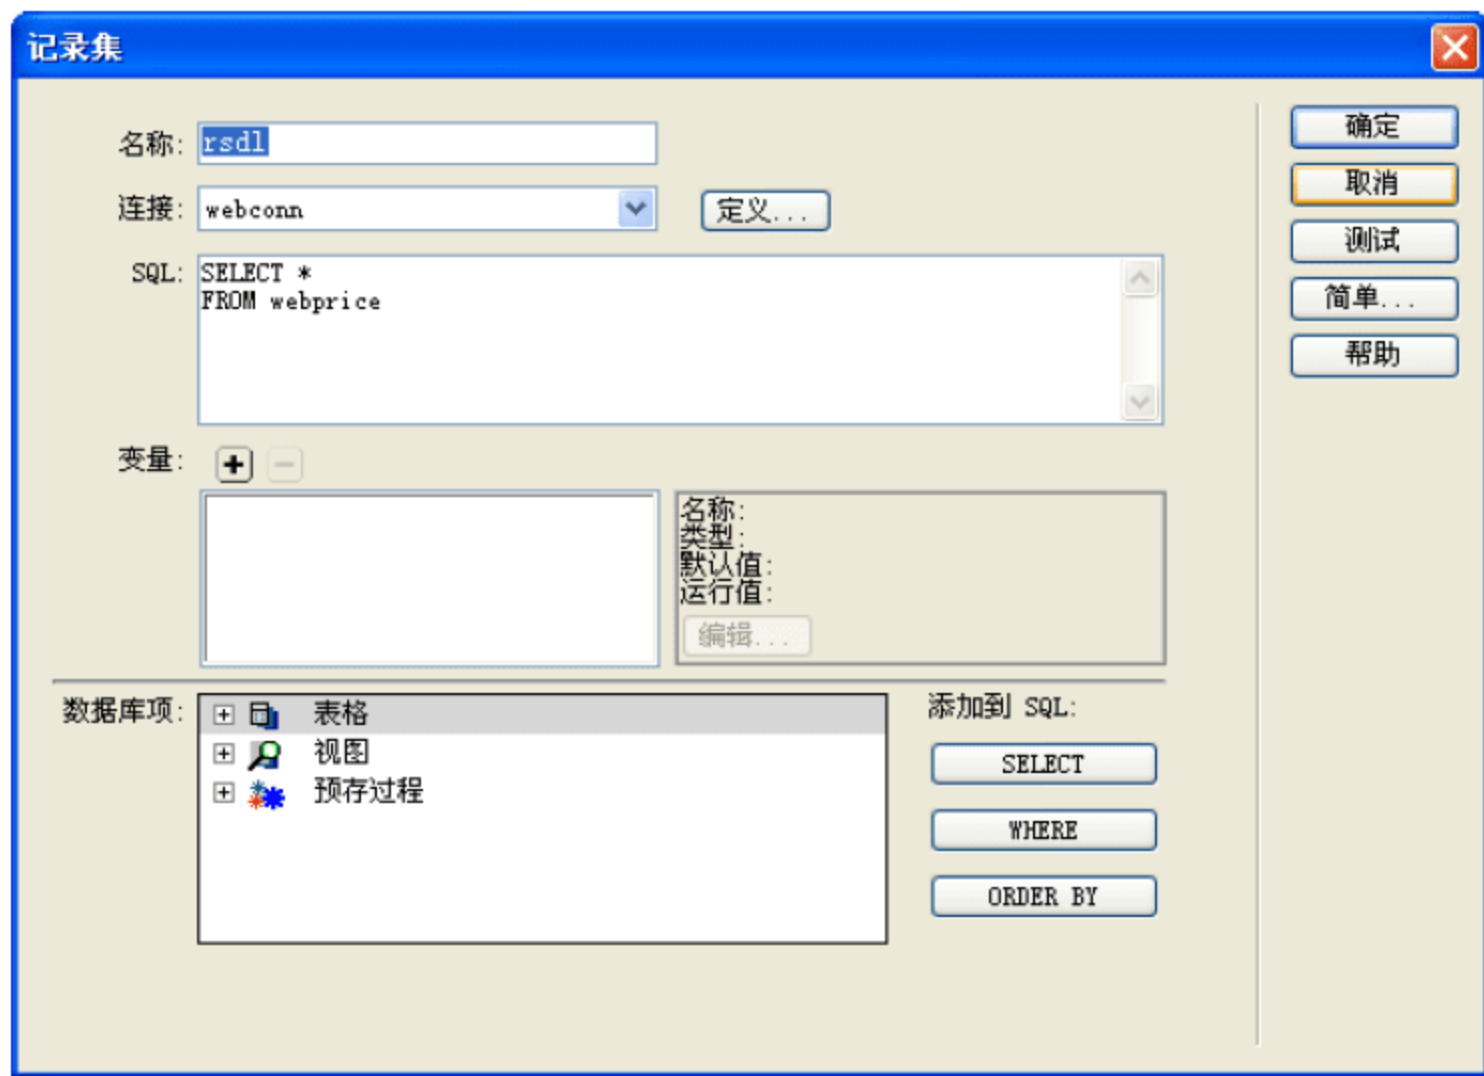 记录集
名称: rsdl
确定
连接: webconn 定义...
取消
SQL: SELECT *
FROM webprice
测试
简单...
帮助
变量:
名称:
类型:
默认值:
运行值:
编辑...
数据库项: 表格
视图
预存过程
添加到 SQL:
SELECT
WHERE
ORDER BY